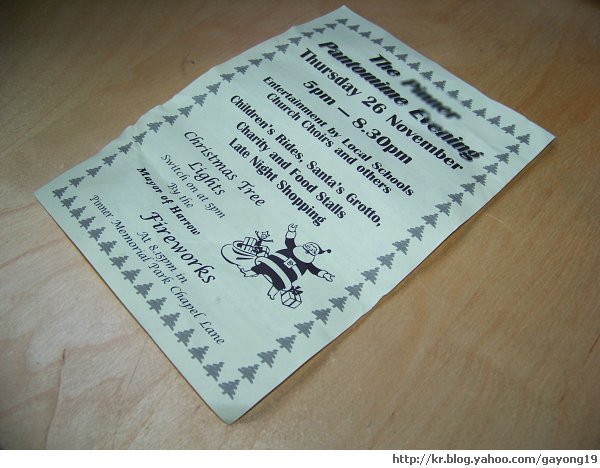 The Pinner
Pantomime Evening
Thursday 26 November
5pm – 8.30pm
Entertainment by Local Schools
Church Choirs and others
Children's Rides, Santa's Grotto,
Charity and Food Stalls
Late Night Shopping
Christmas Tree
Lights
Switch on at 5pm
By the
Mayor of Harrow
Fireworks
At 8.15pm in
Pinner Memorial Park Chapel Lane
http://kr.blog.yahoo.com/gayong19